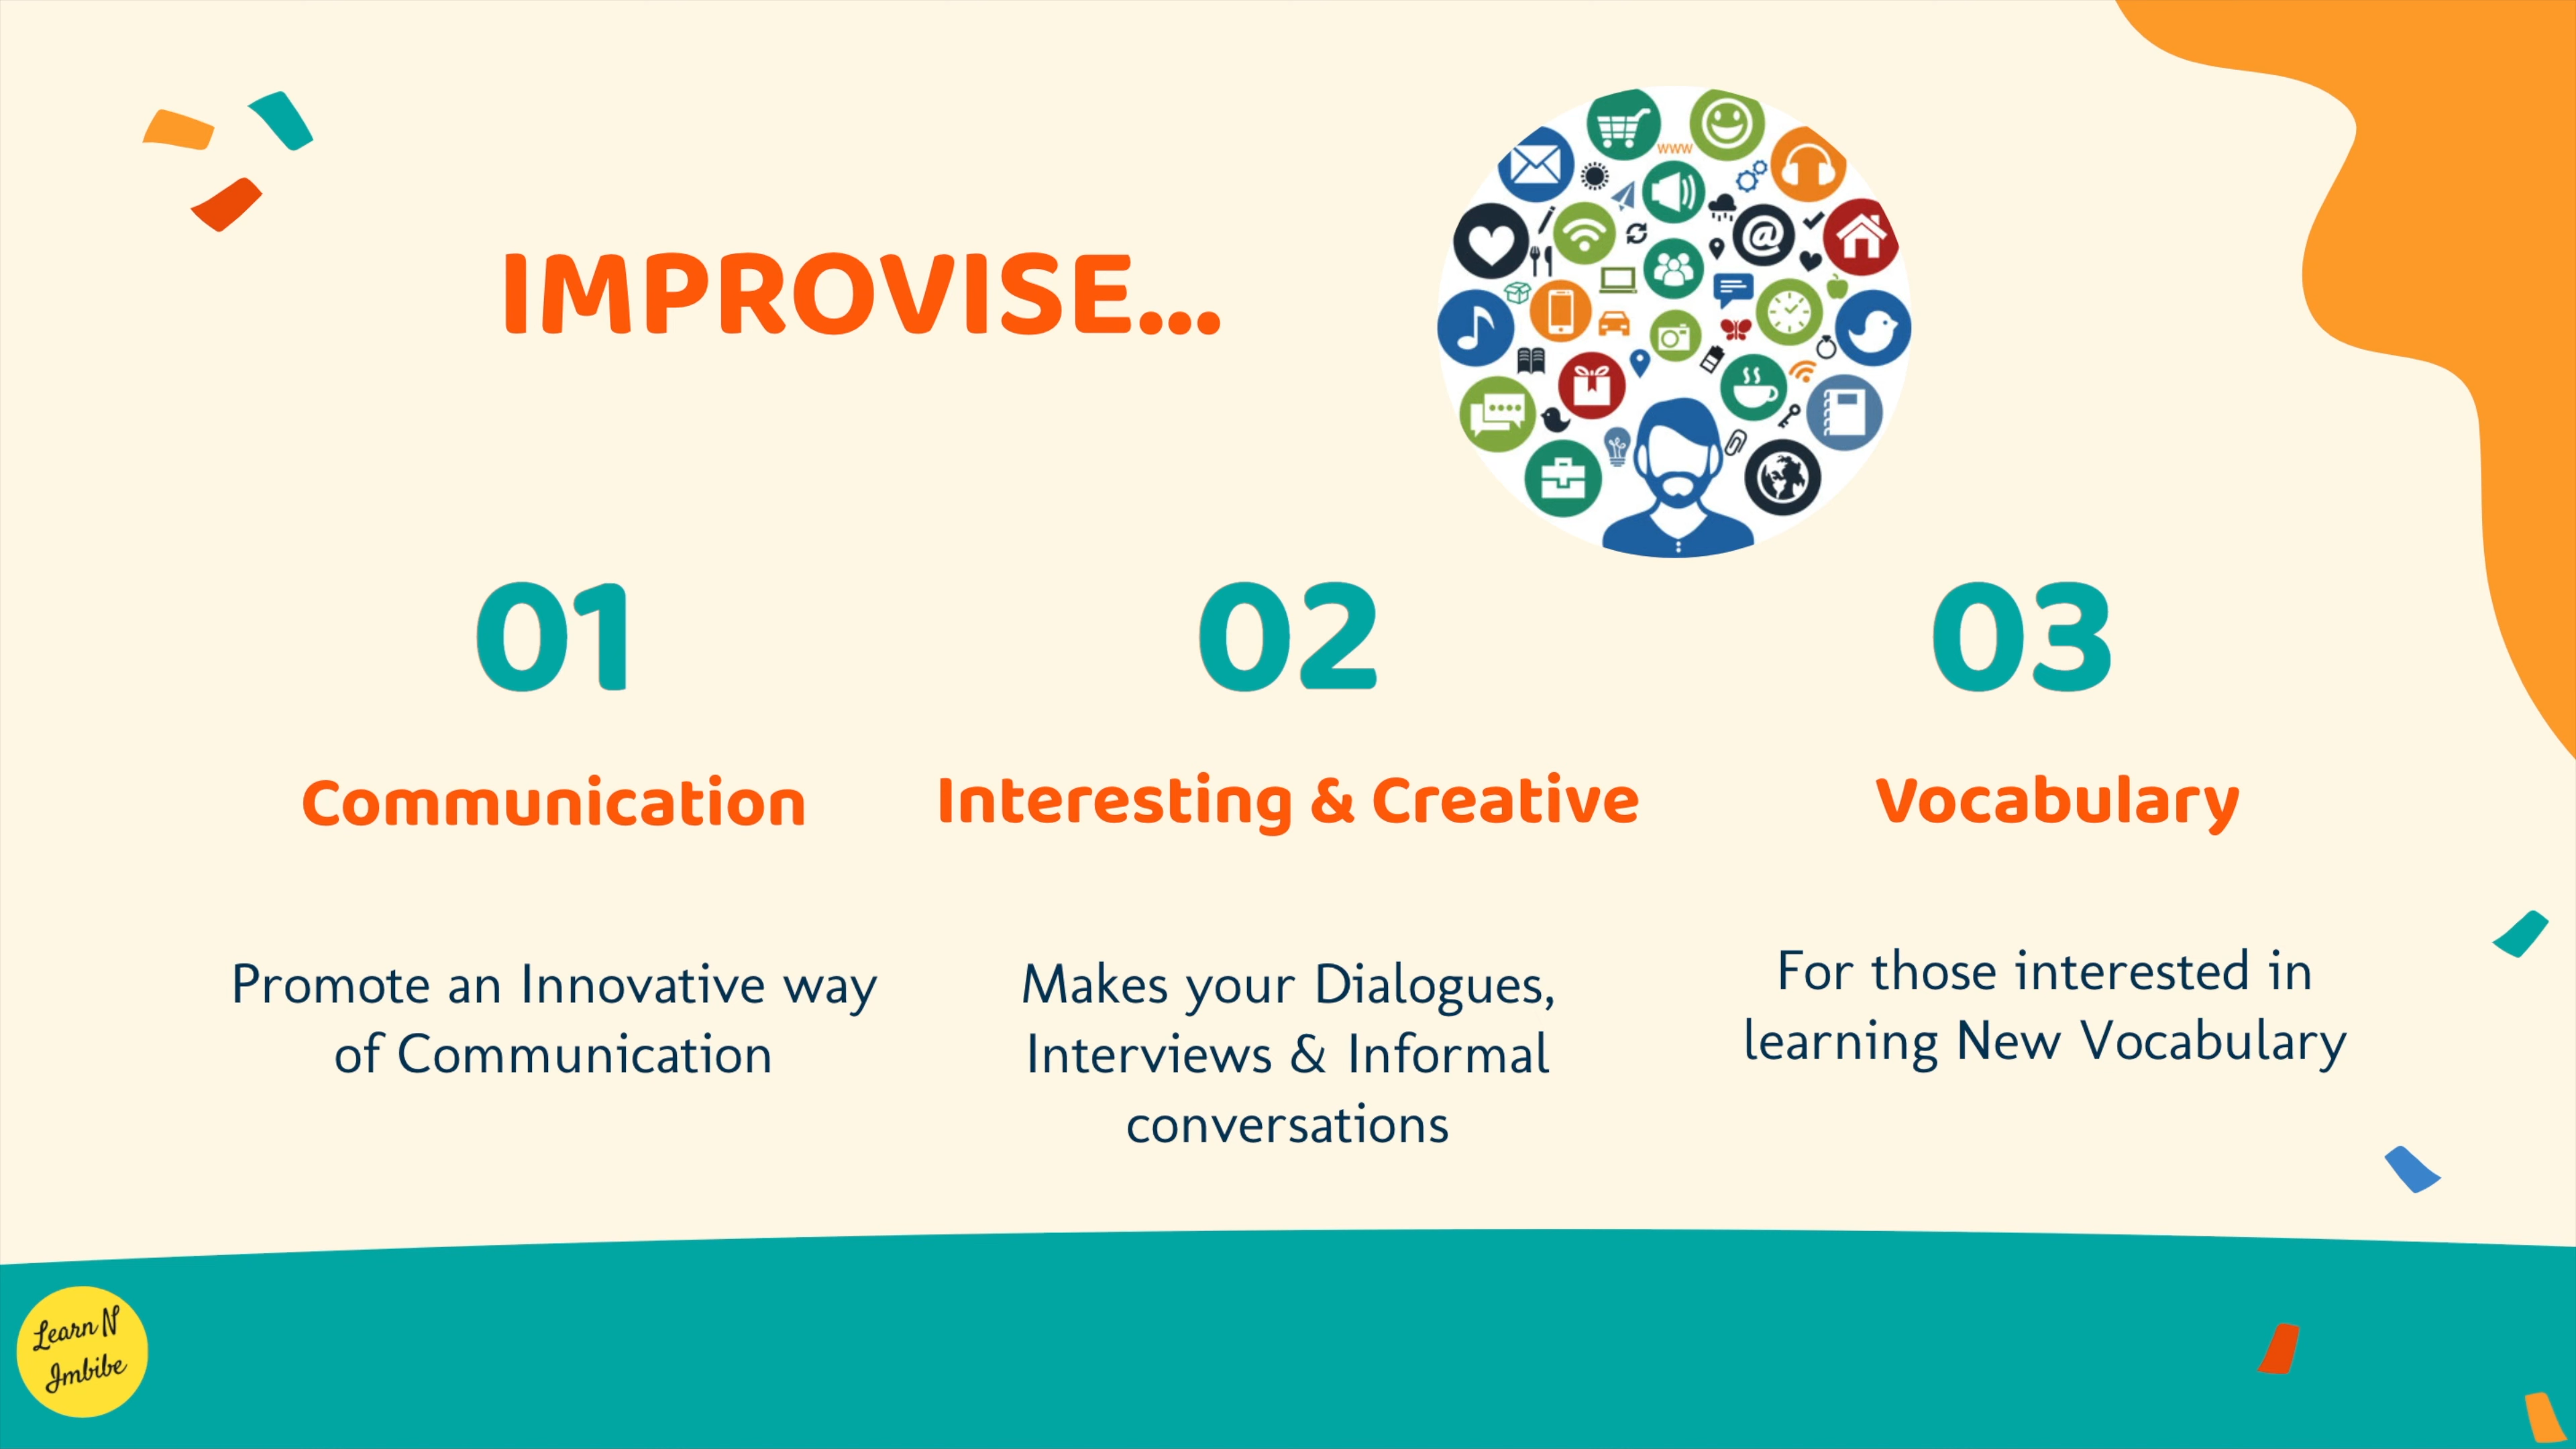 IMPROVISE...
www
@
01
Communication
Promote an Innovative way
of Communication
02
Interesting & Creative
Makes your Dialogues,
Interviews & Informal
conversations
03
Vocabulary
For those interested in
learning New Vocabulary
Learn N
Imbibe